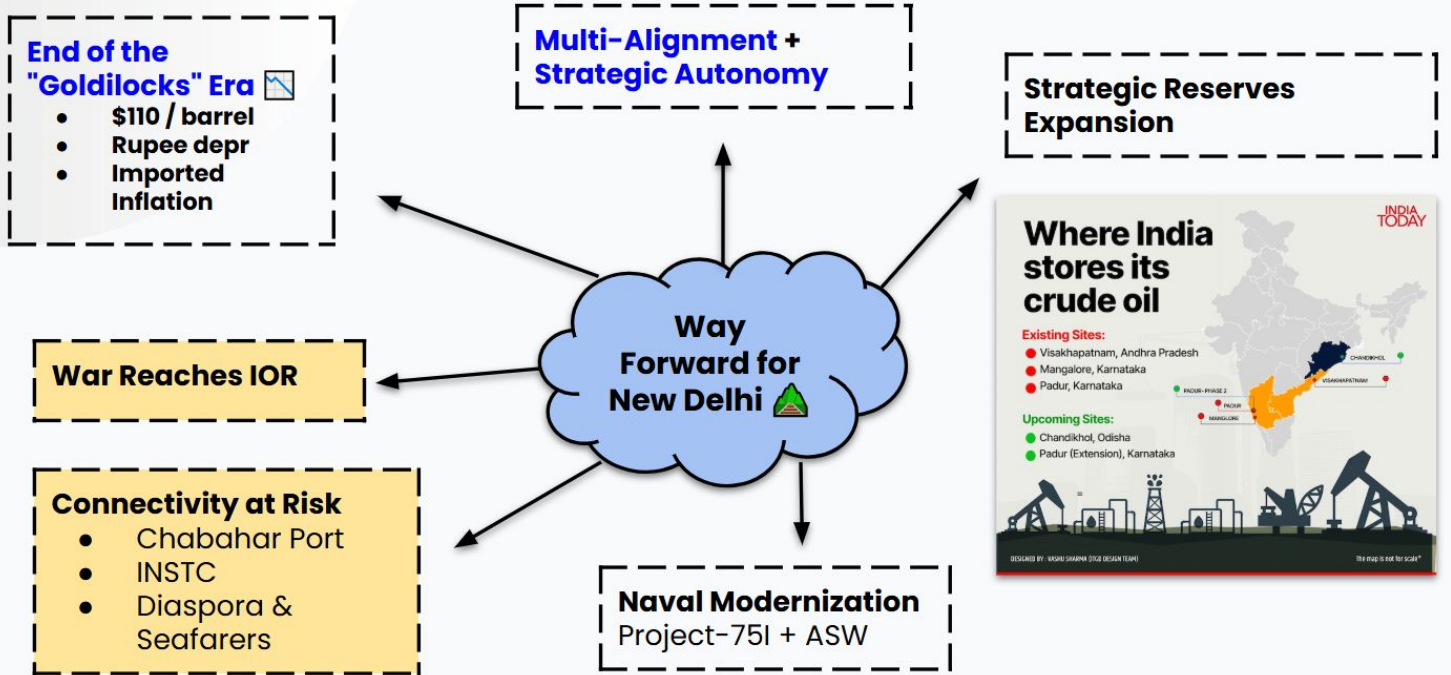 End of the
"Goldilocks" Era
● $110 / barrel
● Rupee depr
● Imported
Inflation
Multi-Alignment +
Strategic Autonomy
Strategic Reserves
Expansion
Way
Forward for
New Delhi
War Reaches IOR
Connectivity at Risk
● Chabahar Port
● INSTC
● Diaspora &
Seafarers
Naval Modernization
Project-75I + ASW
INDIA
TODAY
Where India
stores its
crude oil
Existing Sites:
Visakhapatnam, Andhra Pradesh
Mangalore, Karnataka
Padur, Karnataka
Upcoming Sites:
Chandikhol, Odisha
Padur (Extension), Karnataka
CHANDIKHOL
VISAKHAPATNAM
PADUR- PHASE 2
PADUR
MANGLORE
DESIGNED BY : VASHU SHARMA (ITGD DESIGN TEAM)
The map is not for scale*